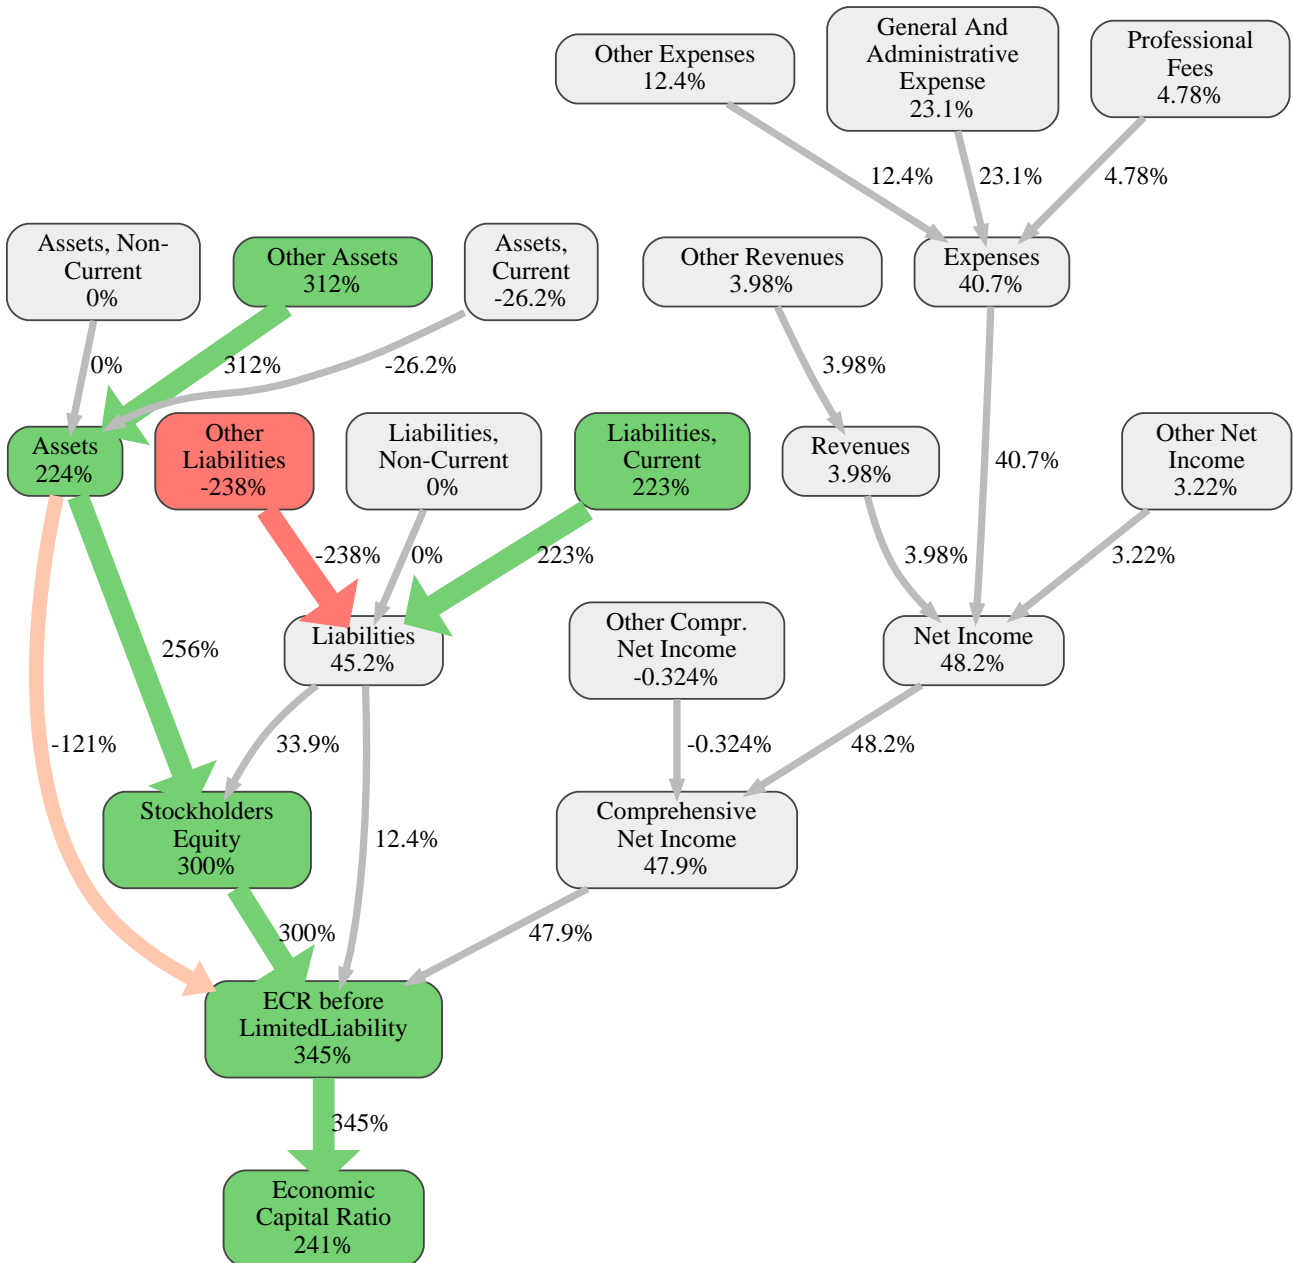 Other Expenses
12.4%
General And
Administrative
Expense
23.1%
Professional
Fees
4.78%
12.4%
23.1%
4.78%
Assets, Non-
Current
0%
Other Assets
312%
Assets,
Current
-26.2%
Other Revenues
3.98%
Expenses
40.7%
0%
312%
-26.2%
3.98%
Assets
224%
Other
Liabilities
-238%
Liabilities,
Non-Current
0%
Liabilities,
Current
223%
Revenues
3.98%
40.7%
Other Net
Income
3.22%
-238%
0%
223%
3.98%
3.22%
256%
Liabilities
45.2%
Other Compr.
Net Income
-0.324%
Net Income
48.2%
-121%
33.9%
-0.324%
48.2%
Stockholders
Equity
300%
12.4%
Comprehensive
Net Income
47.9%
300%
47.9%
ECR before
LimitedLiability
345%
345%
Economic
Capital Ratio
241%